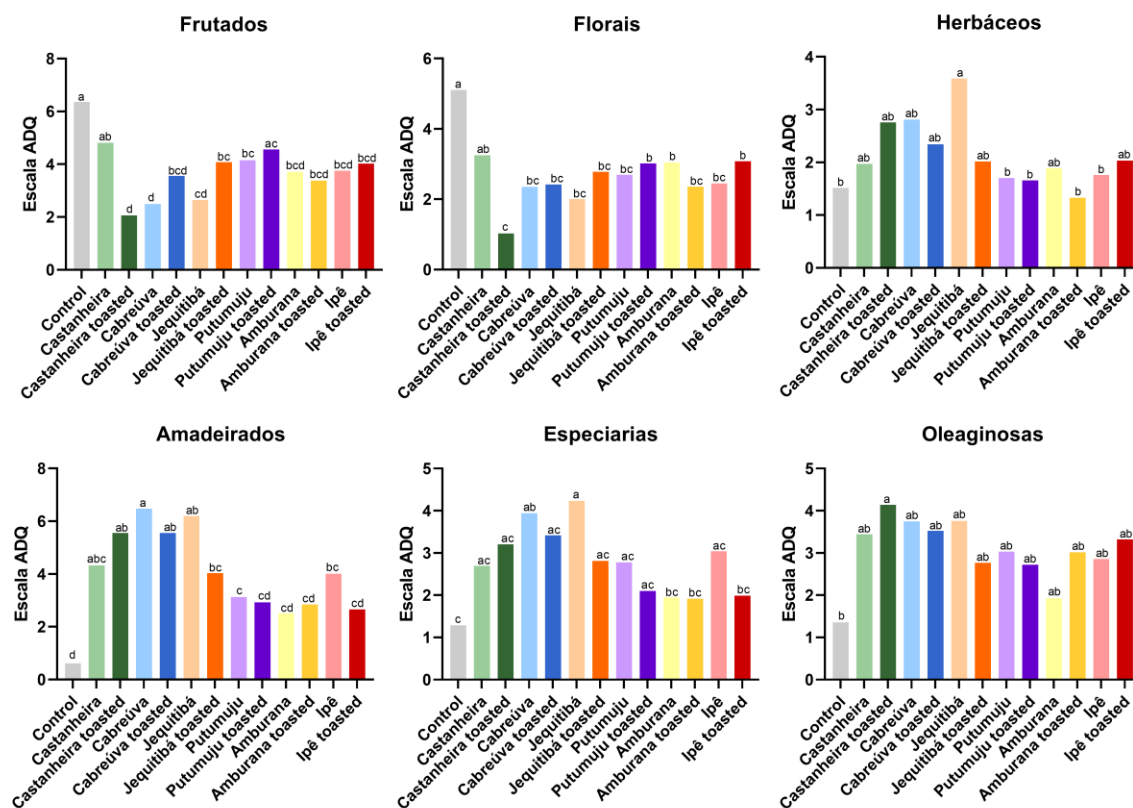 Frutados
Escala ADQ
8
6
4
2
0
a ab d d bcd cd bc bc ac bcd bcd bcd bcd
Control
Castanheira
Castanheira toasted
Cabreúva
Cabreúva toasted
Jequitibá
Jequitibá toasted
Putumuju
Putumuju toasted
Amburana
Amburana toasted
Ipê
Ipê toasted
Florais
Escala ADQ
6
4
2
0
a ab c bc bc bc bc bc b b bc bc b
Control
Castanheira
Castanheira toasted
Cabreúva
Cabreúva toasted
Jequitibá
Jequitibá toasted
Putumuju
Putumuju toasted
Amburana
Amburana toasted
Ipê
Ipê toasted
Herbáceos
Escala ADQ
4
3
2
1
0
b ab ab ab ab a ab b b ab b b ab
Control
Castanheira
Castanheira toasted
Cabreúva
Cabreúva toasted
Jequitibá
Jequitibá toasted
Putumuju
Putumuju toasted
Amburana
Amburana toasted
Ipê
Ipê toasted
Amadeirados
Escala ADQ
8
6
4
2
0
d abc ab a ab ab bc c cd cd cd bc cd
Control
Castanheira
Castanheira toasted
Cabreúva
Cabreúva toasted
Jequitibá
Jequitibá toasted
Putumuju
Putumuju toasted
Amburana
Amburana toasted
Ipê
Ipê toasted
Especiarias
Escala ADQ
5
4
3
2
1
0
c ac ac ab ac a ac ac ac bc bc ac bc
Control
Castanheira
Castanheira toasted
Cabreúva
Cabreúva toasted
Jequitibá
Jequitibá toasted
Putumuju
Putumuju toasted
Amburana
Amburana toasted
Ipê
Ipê toasted
Oleaginosas
Escala ADQ
5
4
3
2
1
0
b ab a ab ab ab ab ab ab ab ab ab ab
Control
Castanheira
Castanheira toasted
Cabreúva
Cabreúva toasted
Jequitibá
Jequitibá toasted
Putumuju
Putumuju toasted
Amburana
Amburana toasted
Ipê
Ipê toasted